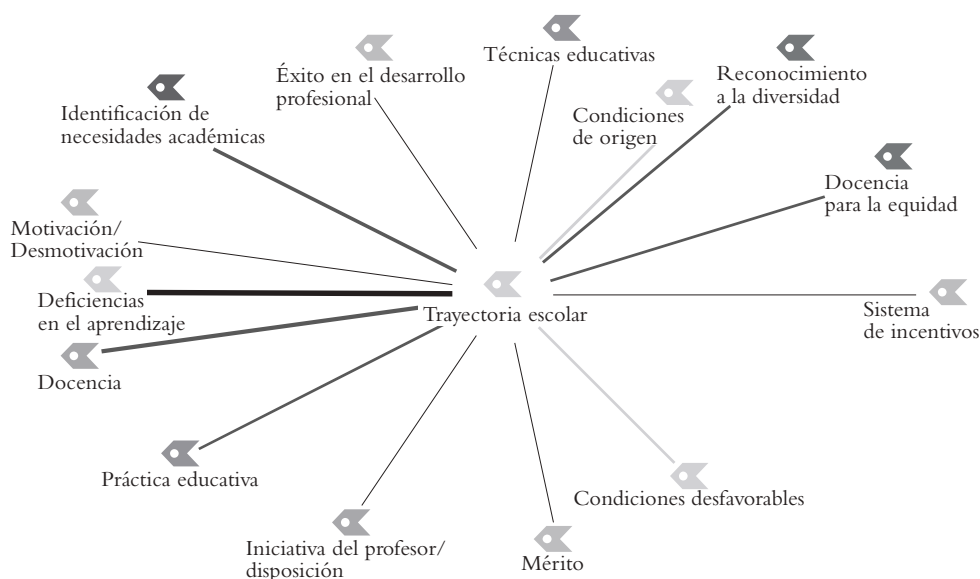 Técnicas educativas
Éxito en el desarrollo
profesional
Reconocimiento
a la diversidad
Identificación de
necesidades académicas
Condiciones
de origen
Docencia
para la equidad
Motivación/
Desmotivación
Deficiencias
en el aprendizaje
Trayectoria escolar
Sistema
de incentivos
Docencia
Práctica educativa
Condiciones desfavorables
Iniciativa del profesor/
disposición
Mérito